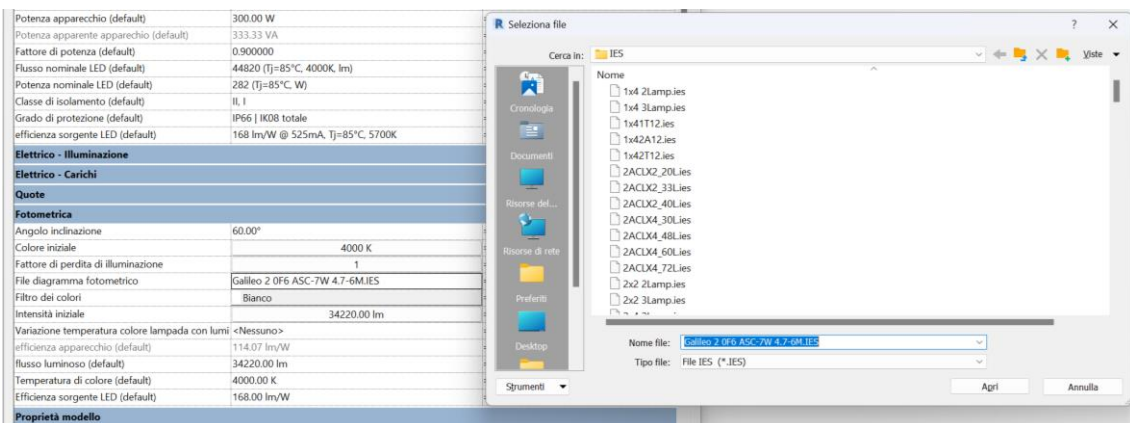 Potenza apparecchio (default) 300.00 W
Potenza apparente apparechio (default) 333.33 VA
Fattore di potenza (default) 0.900000
Flusso nominale LED (default) 44820 (Tj=85°C, 4000K, lm)
Potenza nominale LED (default) 282 (Tj=85°C, W)
Classe di isolamento (default) II, I
Grado di protezione (default) IP66 | IK08 totale
efficienza sorgente LED (default) 168 lm/W @ 525mA, Tj=85°C, 5700K
Elettrico - Illuminazione
Elettrico - Carichi
Quote
Fotometrica
Angolo inclinazione 60.00°
Colore iniziale 4000 K
Fattore di perdita di illuminazione 1
File diagramma fotometrico Galileo 2 0F6 ASC-7W 4.7-6M.IES
Filtro dei colori Bianco
Intensità iniziale 34220.00 lm
Variazione temperatura colore lampada con lumi <Nessuno>
efficienza apparecchio (default) 114.07 lm/W
flusso luminoso (default) 34220.00 lm
Temperatura di colore (default) 4000.00 K
Efficienza sorgente LED (default) 168.00 lm/W
Proprietà modello
R Seleziona file ? X
Cerca in: IES Viste
Nome
1x4 2Lamp.ies
1x4 3Lamp.ies
1x41T12.ies
1x42A12.ies
1x42T12.ies
2ACLX2_20L.ies
2ACLX2_33L.ies
2ACLX2_40L.ies
2ACLX4_30L.ies
2ACLX4_48L.ies
2ACLX4_60L.ies
2ACLX4_72L.ies
2x2 2Lamp.ies
2x2 3Lamp.ies
Cronologia
Documenti
Risorse del...
Risorse di rete
Preferiti
Desktop
Nome file: Galileo 2 0F6 ASC-7W 4.7-6M.IES
Tipo file: File IES (*.IES)
Strumenti Apri Annulla